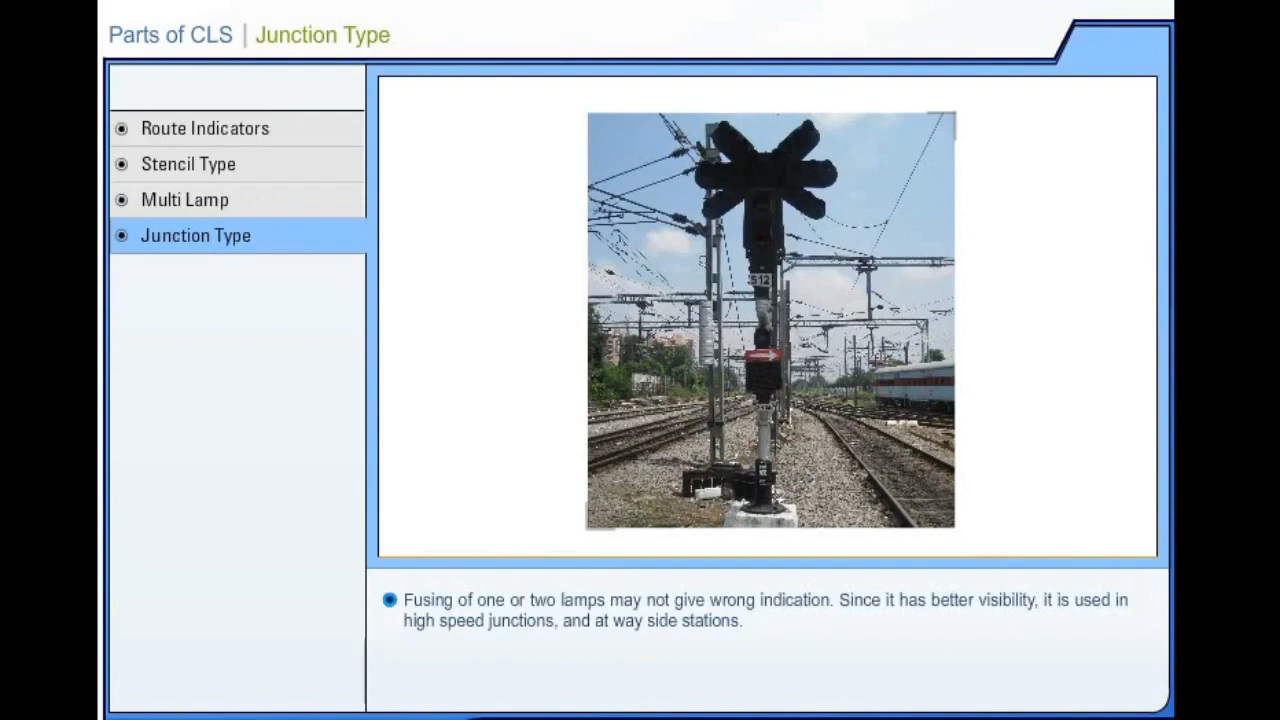 Parts of CLS | Junction Type
Route Indicators
Stencil Type
Multi Lamp
Junction Type
S12
Fusing of one or two lamps may not give wrong indication. Since it has better visibility, it is used in
high speed junctions, and at way side stations.